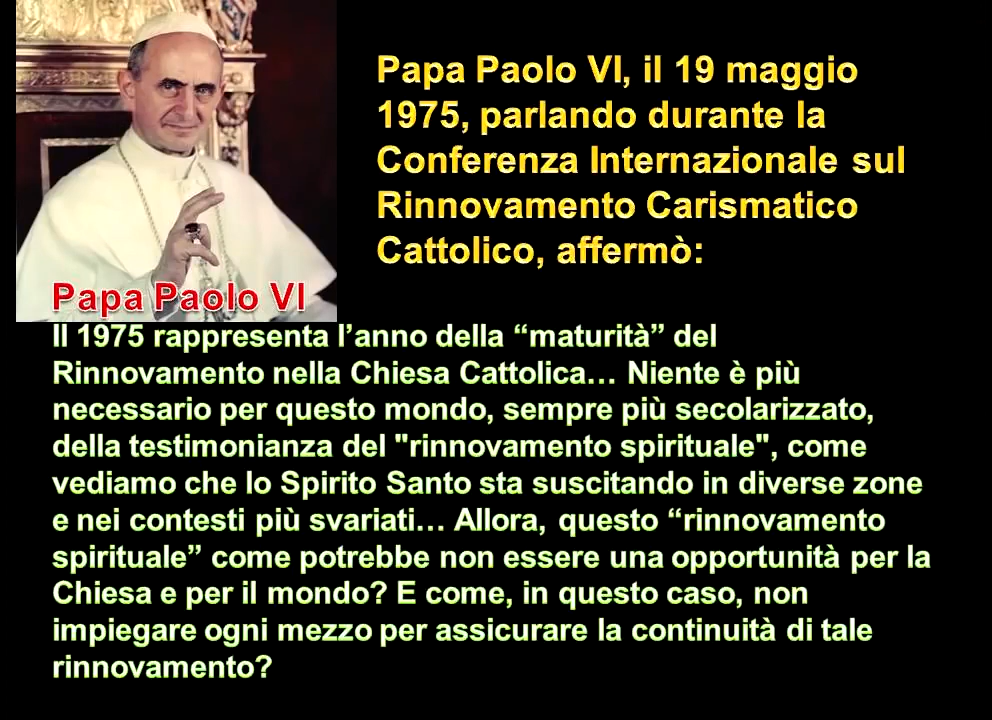 Papa Paolo VI, il 19 maggio
1975, parlando durante la
Conferenza Internazionale sul
Rinnovamento Carismatico
Cattolico, affermò:
Papa Paolo VI
Il 1975 rappresenta l’anno della “maturità” del
Rinnovamento nella Chiesa Cattolica… Niente è più
necessario per questo mondo, sempre più secolarizzato,
della testimonianza del "rinnovamento spirituale", come
vediamo che lo Spirito Santo sta suscitando in diverse zone
e nei contesti più svariati… Allora, questo “rinnovamento
spirituale” come potrebbe non essere una opportunità per la
Chiesa e per il mondo? E come, in questo caso, non
impiegare ogni mezzo per assicurare la continuità di tale
rinnovamento?